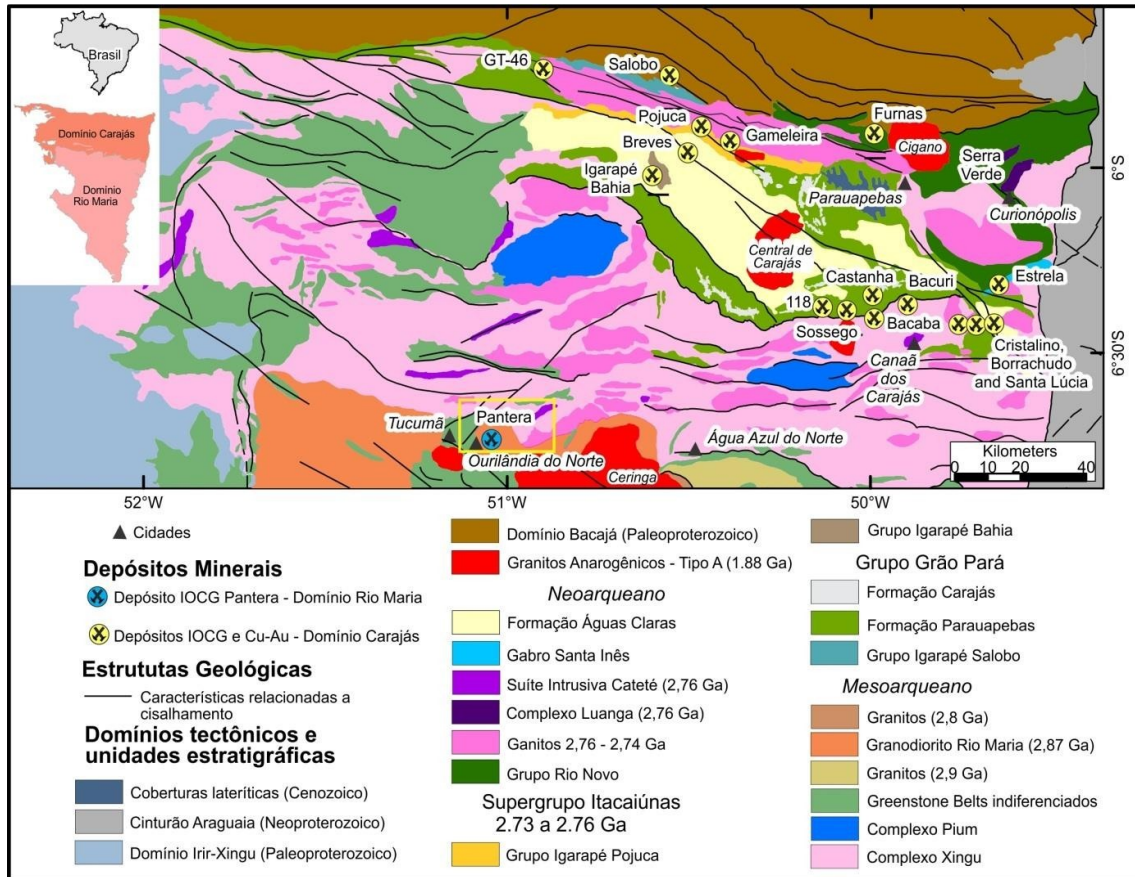 Brasil
Domínio Carajás
Domínio
Rio Maria
GT-46
Salobo
Pojuca
Furnas
Gameleira
Cigano
Breves
Serra
Verde
Igarapé
Bahia
6°S
Parauapebas
Curionópolis
Central de
Carajás
Castanha
Bacuri
Estrela
118
Sossego
Bacaba
Cristalino,
Borrachudo
and Santa Lúcia
6°30S
Canaã
dos
Carajás
Tucumã
Pantera
Água Azul do Norte
Ourilândia do Norte
Ceringa
Kilometers
0 10 20 40
52°W
51°W
50°W
Cidades
Depósitos Minerais
Depósito IOCG Pantera - Domínio Rio Maria
Depósitos IOCG e Cu-Au - Domínio Carajás
Estrututas Geológicas
Características relacionadas a
cisalhamento
Domínios tectônicos e
unidades estratigráficas
Coberturas lateríticas (Cenozoico)
Cinturão Araguaia (Neoproterozoico)
Domínio Irir-Xingu (Paleoproterozoico)
Domínio Bacajá (Paleoproterozoico)
Granitos Anarogênicos - Tipo A (1.88 Ga)
Neoarqueano
Formação Águas Claras
Gabro Santa Inês
Suíte Intrusiva Cateté (2,76 Ga)
Complexo Luanga (2,76 Ga)
Ganitos 2,76 - 2,74 Ga
Grupo Rio Novo
Supergrupo Itacaiúnas
2.73 a 2.76 Ga
Grupo Igarapé Pojuca
Grupo Igarapé Bahia
Grupo Grão Pará
Formação Carajás
Formação Parauapebas
Grupo Igarapé Salobo
Mesoarqueano
Granitos (2,8 Ga)
Granodiorito Rio Maria (2,87 Ga)
Granitos (2,9 Ga)
Greenstone Belts indiferenciados
Complexo Pium
Complexo Xingu